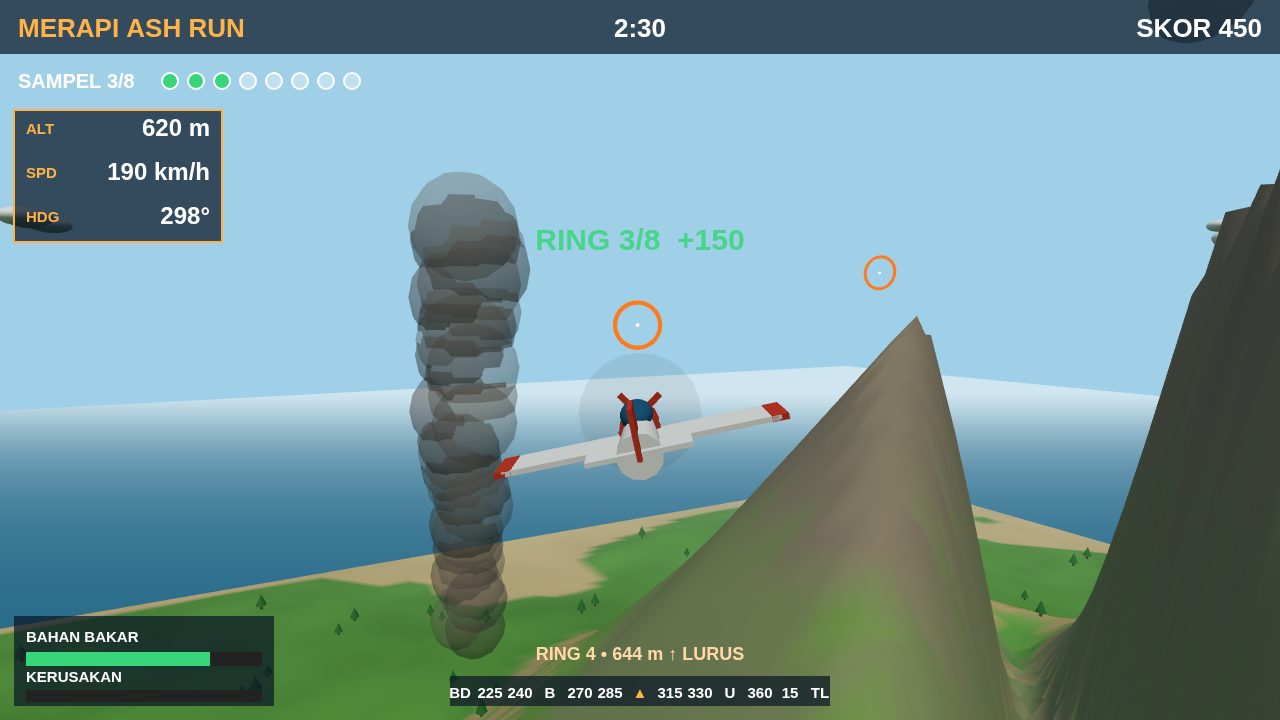 MERAPI ASH RUN 2:30 SKOR 450
SAMPEL 3/8
ALT 620 m
SPD 190 km/h
HDG 298°
RING 3/8 +150
BAHAN BAKAR
KERUSAKAN
RING 4 • 644 m ↑ LURUS
BD 225 240 B 270 285 ▲ 315 330 U 360 15 TL